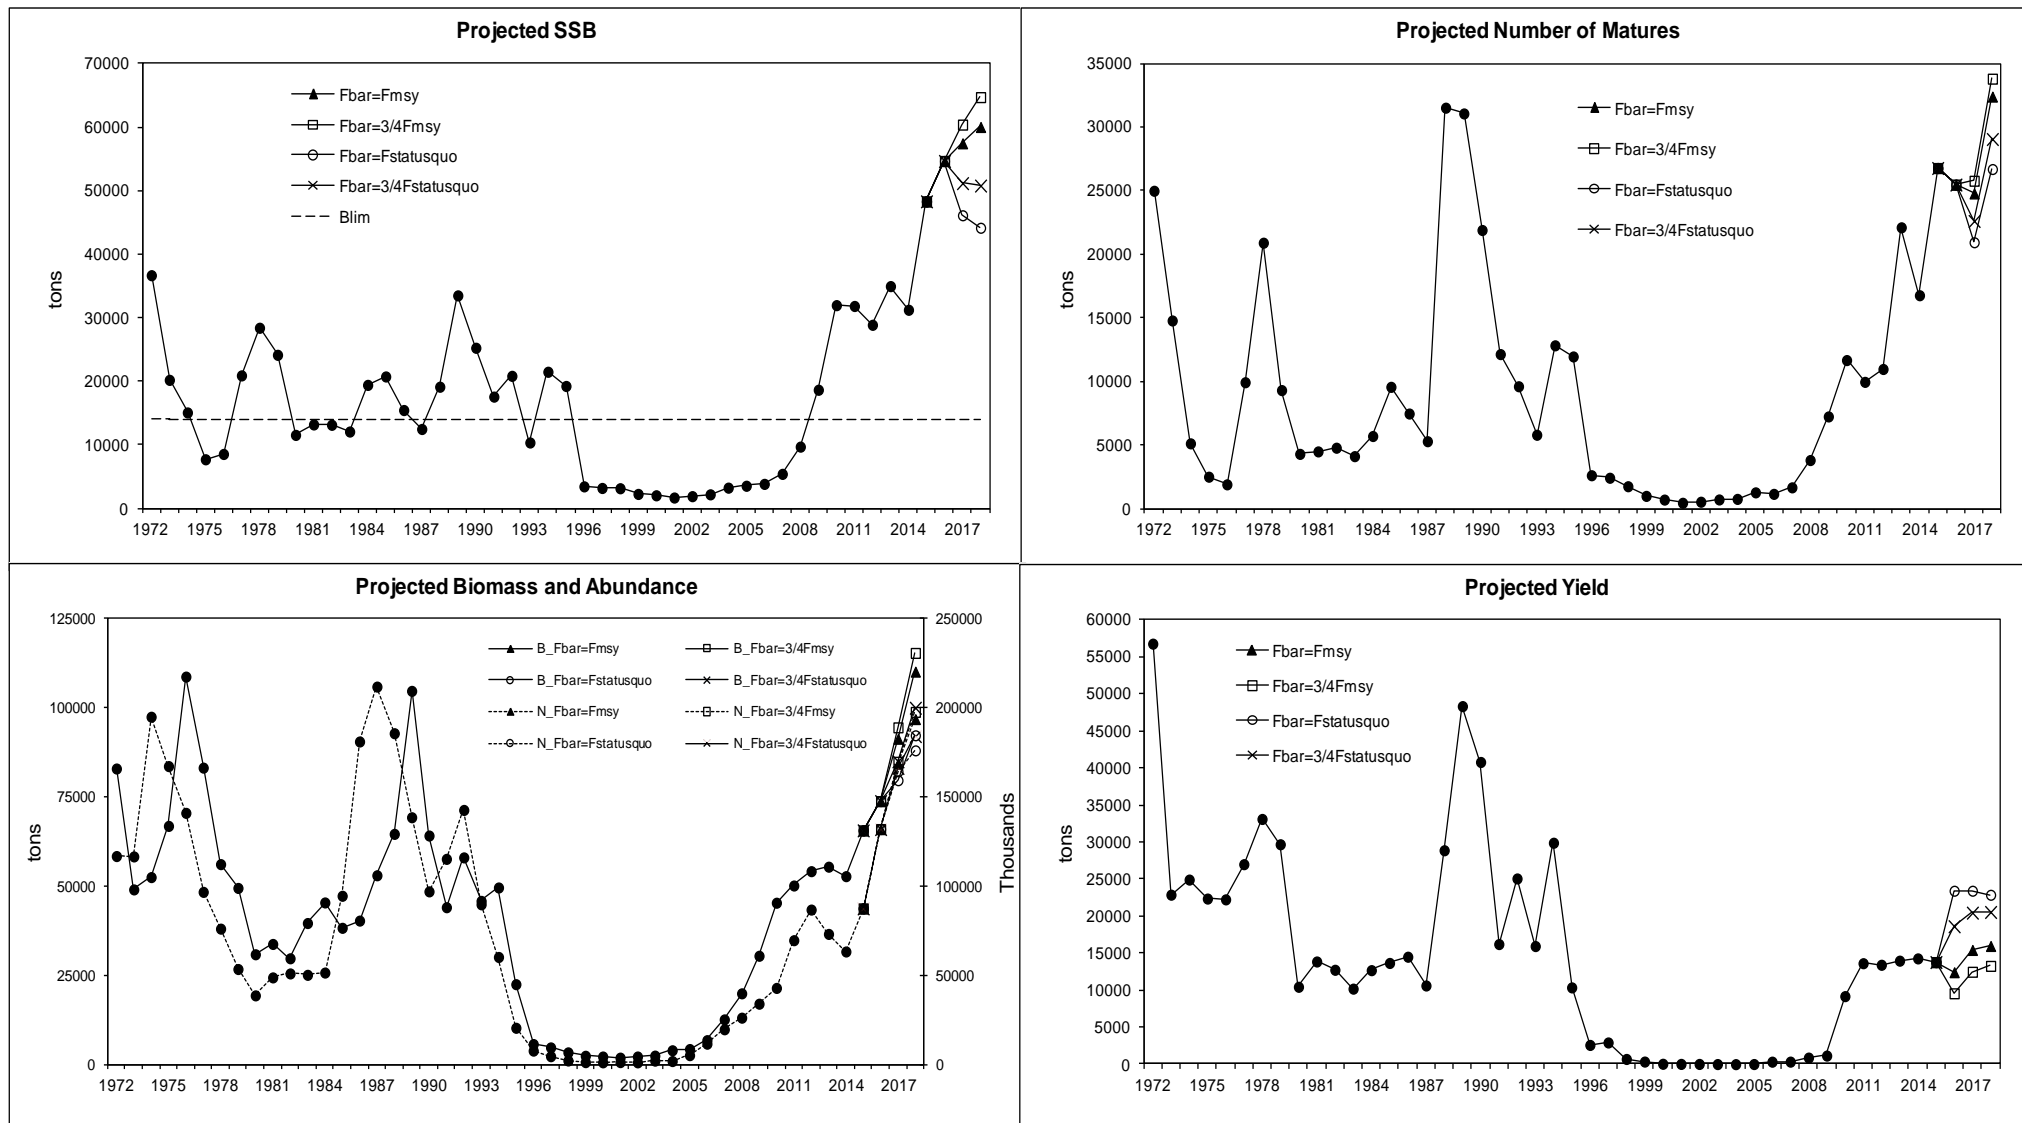 Projected SSB
70000
60000
50000
40000
30000
20000
10000
0
tons
Fbar=Fmsy
Fbar=3/4Fmsy
Fbar=Fstatusquo
Fbar=3/4Fstatusquo
Blim
1972 1975 1978 1981 1984 1987 1990 1993 1996 1999 2002 2005 2008 2011 2014 2017
Projected Number of Matures
35000
30000
25000
20000
15000
10000
5000
0
tons
Fbar=Fmsy
Fbar=3/4Fmsy
Fbar=Fstatusquo
Fbar=3/4Fstatusquo
1972 1975 1978 1981 1984 1987 1990 1993 1996 1999 2002 2005 2008 2011 2014 2017
Projected Biomass and Abundance
125000
100000
75000
50000
25000
0
tons
B_Fbar=Fmsy B_Fbar=3/4Fmsy
B_Fbar=Fstatusquo B_Fbar=3/4Fstatusquo
N_Fbar=Fmsy N_Fbar=3/4Fmsy
N_Fbar=Fstatusquo N_Fbar=3/4Fstatusquo
250000
200000
150000
100000
50000
0
Thousands
1972 1975 1978 1981 1984 1987 1990 1993 1996 1999 2002 2005 2008 2011 2014 2017
Projected Yield
60000
55000
50000
45000
40000
35000
30000
25000
20000
15000
10000
5000
0
tons
Fbar=Fmsy
Fbar=3/4Fmsy
Fbar=Fstatusquo
Fbar=3/4Fstatusquo
1972 1975 1978 1981 1984 1987 1990 1993 1996 1999 2002 2005 2008 2011 2014 2017